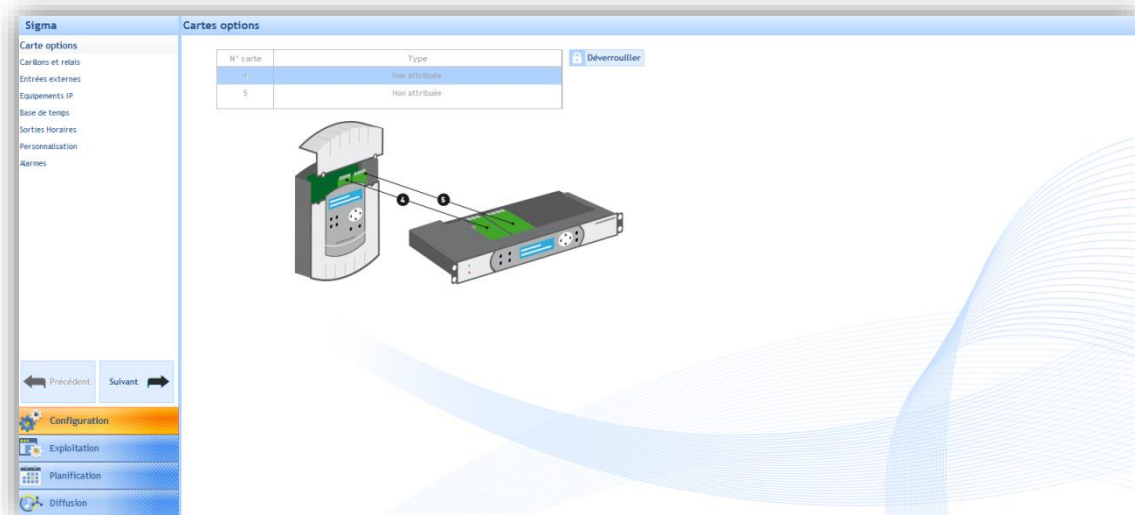 Sigma
Cartes options
Carte options
Carillons et relais
Entrées externes
Equipements IP
Base de temps
Sorties Horaires
Personnalisation
Alarmes
N° carte Type
4 Non attribuée
5 Non attribuée
Déverrouiller
4 5
Précédent Suivant
Configuration
Exploitation
Planification
Diffusion